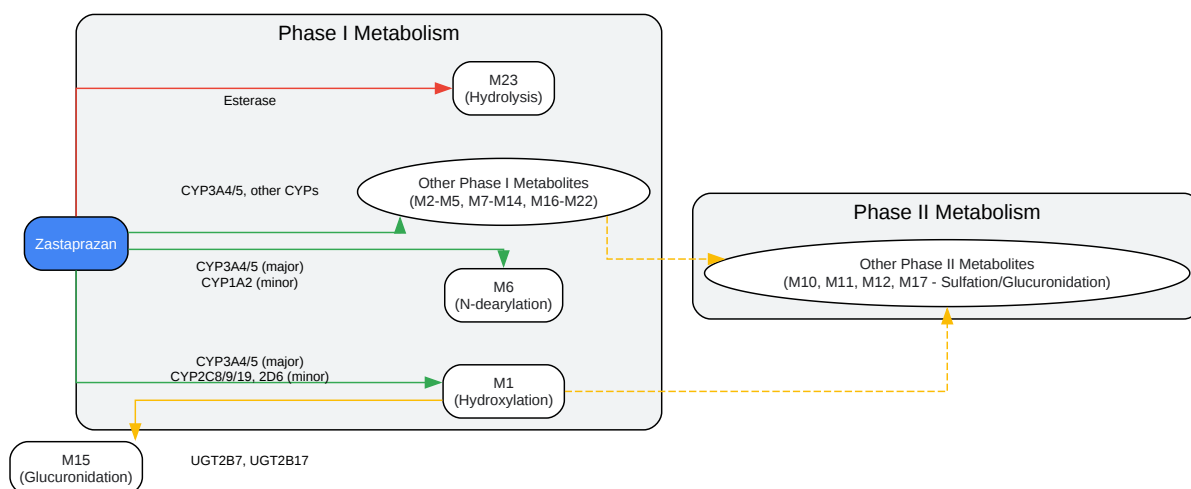 Phase I Metabolism
M23
(Hydrolysis)
Esterase
CYP3A4/5, other CYPs
Other Phase I Metabolites
(M2-M5, M7-M14, M16-M22)
Phase II Metabolism
Zastaprazan
Other Phase II Metabolites
(M10, M11, M12, M17 - Sulfation/Glucuronidation)
CYP3A4/5 (major)
CYP1A2 (minor)
M6
(N-dearylation)
CYP3A4/5 (major)
CYP2C8/9/19, 2D6 (minor)
M1
(Hydroxylation)
M15
(Glucuronidation)
UGT2B7, UGT2B17